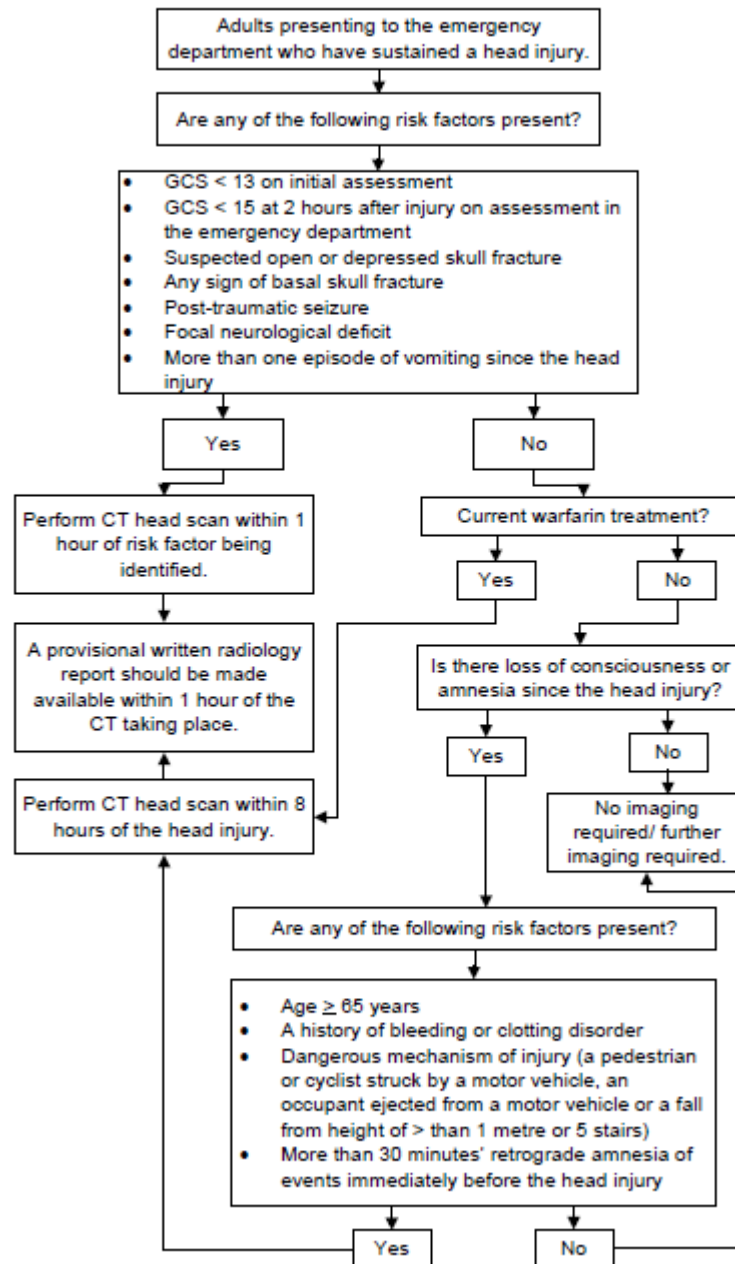 Adults presenting to the emergency
department who have sustained a head injury.
Are any of the following risk factors present?
• GCS < 13 on initial assessment
• GCS < 15 at 2 hours after injury on assessment in
the emergency department
• Suspected open or depressed skull fracture
• Any sign of basal skull fracture
• Post-traumatic seizure
• Focal neurological deficit
• More than one episode of vomiting since the head
injury
Yes
No
Perform CT head scan within 1
hour of risk factor being
identified.
Current warfarin treatment?
Yes
No
A provisional written radiology
report should be made
available within 1 hour of the
CT taking place.
Is there loss of consciousness or
amnesia since the head injury?
Yes
No
Perform CT head scan within 8
hours of the head injury.
No imaging
required/ further
imaging required.
Are any of the following risk factors present?
• Age ≥ 65 years
• A history of bleeding or clotting disorder
• Dangerous mechanism of injury (a pedestrian
or cyclist struck by a motor vehicle, an
occupant ejected from a motor vehicle or a fall
from height of > than 1 metre or 5 stairs)
• More than 30 minutes' retrograde amnesia of
events immediately before the head injury
Yes
No